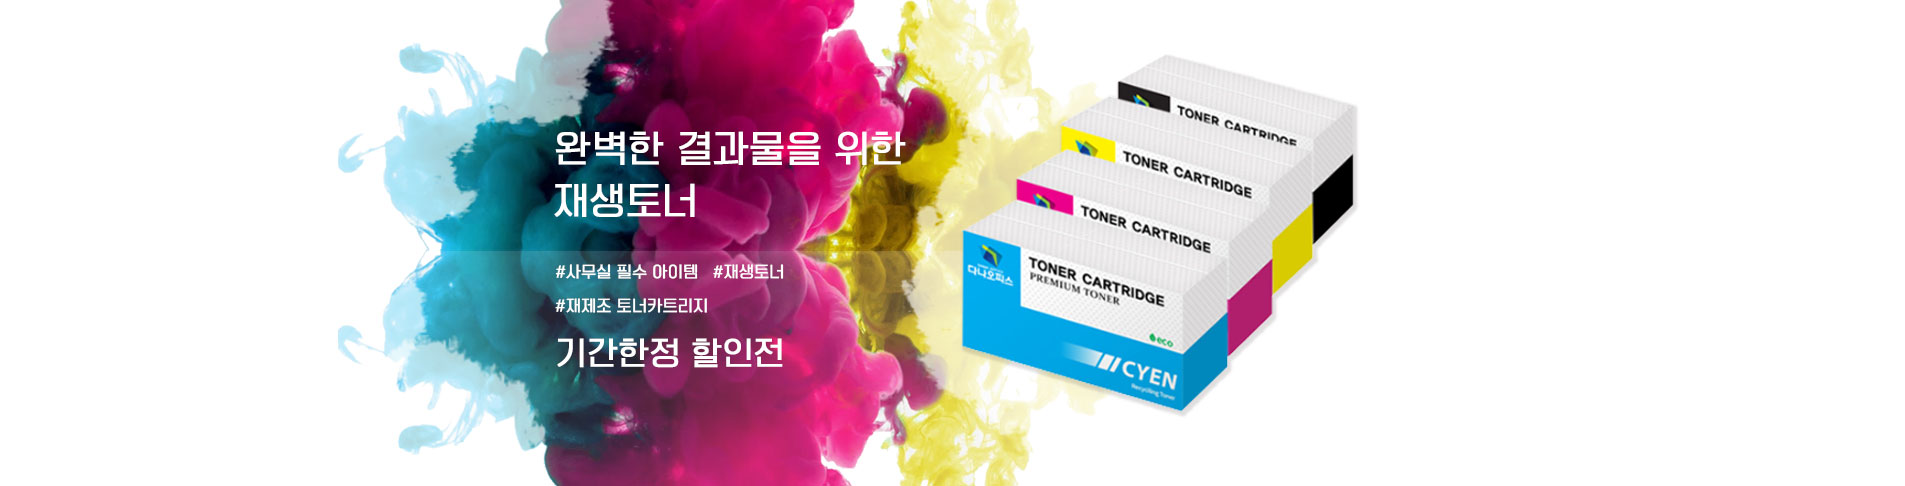 완벽한 결과물을 위한
재생토너
#사무실 필수 아이템 #재생토너
#재제조 토너카트리지
기간한정 할인전
TONER CARTRIDGE
TONER CARTRIDGE
TONER CARTRIDGE
다나오피스
TONER CARTRIDGE
PREMIUM TONER
eco
CYEN
Recycling Toner